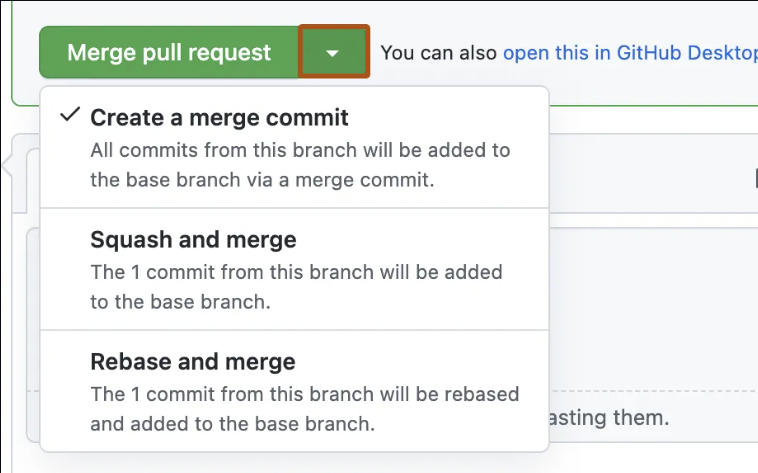 Merge pull request
You can also open this in GitHub Desktop
Create a merge commit
All commits from this branch will be added to
the base branch via a merge commit.
Squash and merge
The 1 commit from this branch will be added
to the base branch.
Rebase and merge
The 1 commit from this branch will be rebased
and added to the base branch.
asting them.